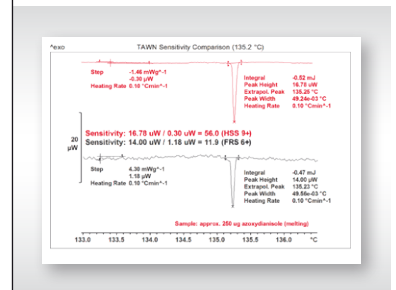 ^exo
TAWN Sensitivity Comparison (135.2 °C)
Step -1.46 mWg^-1
-0.30 µW
Heating Rate 0.10 °Cmin^-1
Integral -0.52 mJ
Peak Height 16.78 uW
Extrapol. Peak 135.26 °C
Peak Width 49.24e-03 °C
Heating Rate 0.10 °Cmin^-1
20
µW
Sensitivity: 16.78 uW / 0.30 uW = 56.0 (HSS 9+)
Sensitivity: 14.00 uW / 1.18 uW = 11.9 (FRS 6+)
Step 4.30 mWg^-1
1.18 µW
Heating Rate 0.10 °Cmin^-1
Integral -0.47 mJ
Peak Height 14.00 µW
Extrapol. Peak 135.23 °C
Peak Width 49.56e-03 °C
Heating Rate 0.10 °Cmin^-1
Sample: approx. 250 ug azoxydianisole (melting)
133.0 133.5 134.0 134.5 135.0 135.5 136.0 °C